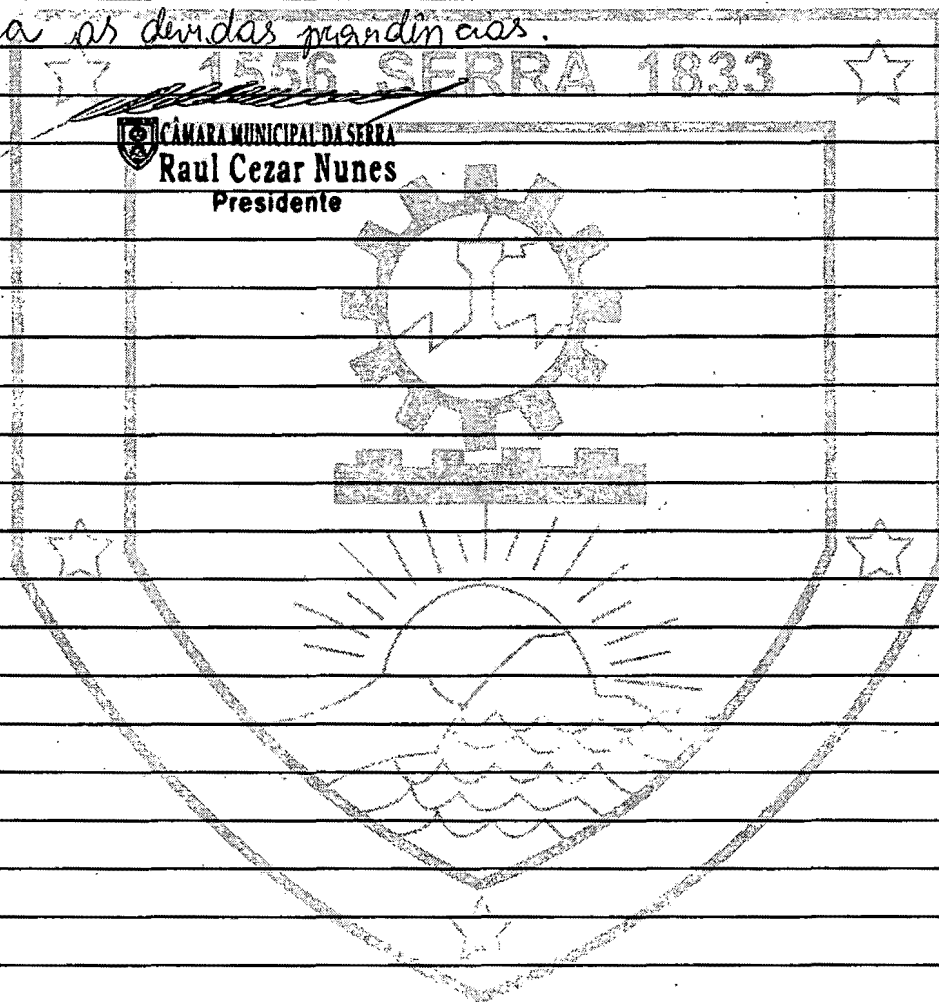 a as devidas providências.
1556 SERRA 1833
CÂMARA MUNICIPAL DA SERRA
Raul Cezar Nunes
Presidente